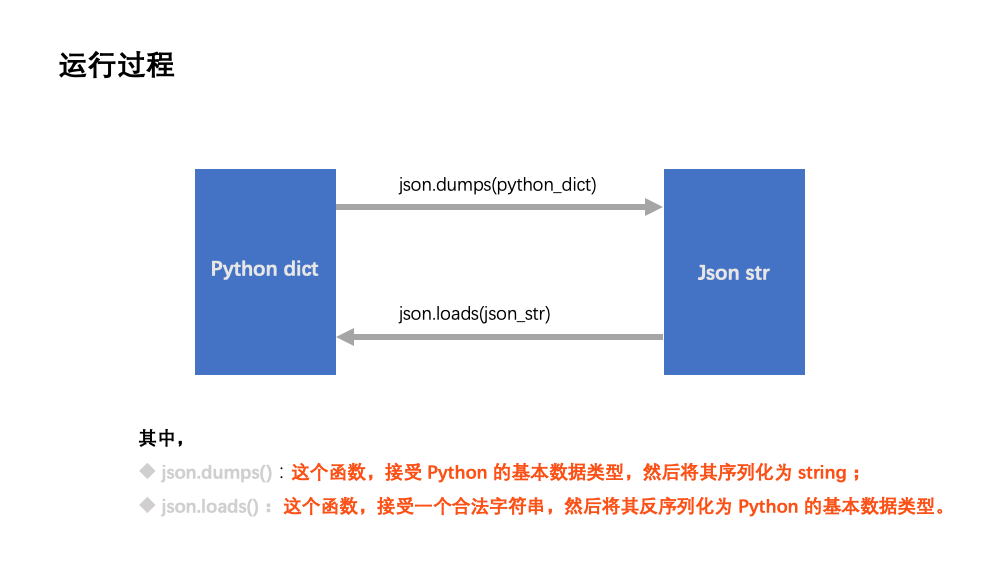 运行过程
json.dumps(python_dict)
Python dict
Json str
json.loads(json_str)
其中，
◆ json.dumps()：这个函数，接受 Python 的基本数据类型，然后将其序列化为 string；
◆ json.loads()：这个函数，接受一个合法字符串，然后将其反序列化为 Python 的基本数据类型。